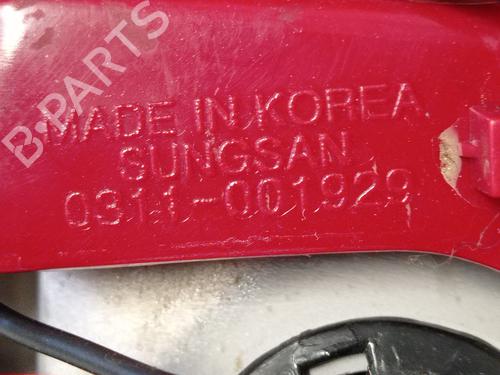 B-PARTS
MADE IN KOREA
SUNGSAN
0311-001929